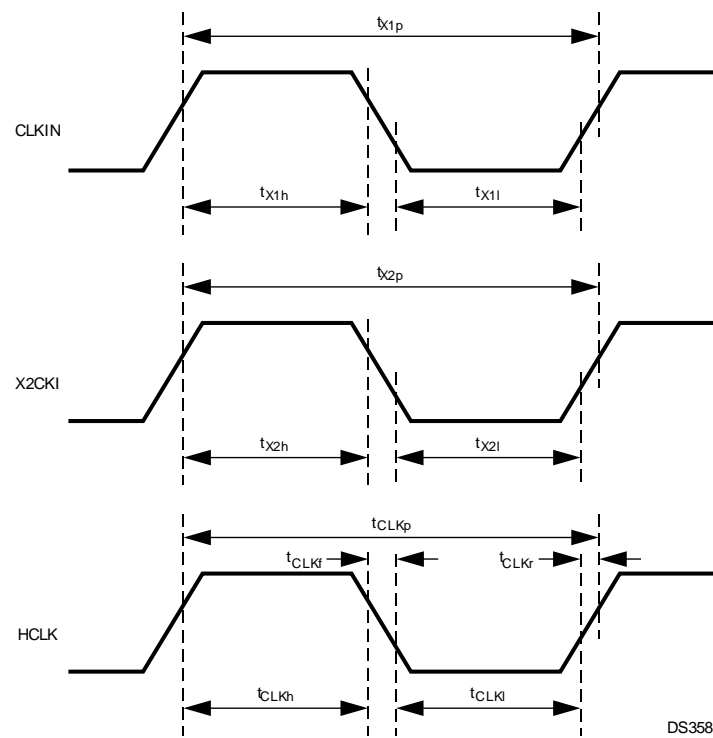 tX1p
CLKIN
tX1h tX1l
tX2p
X2CKI
tX2h tX2l
tCLKp
tCLKf tCLKr
HCLK
tCLKh tCLKl
DS358